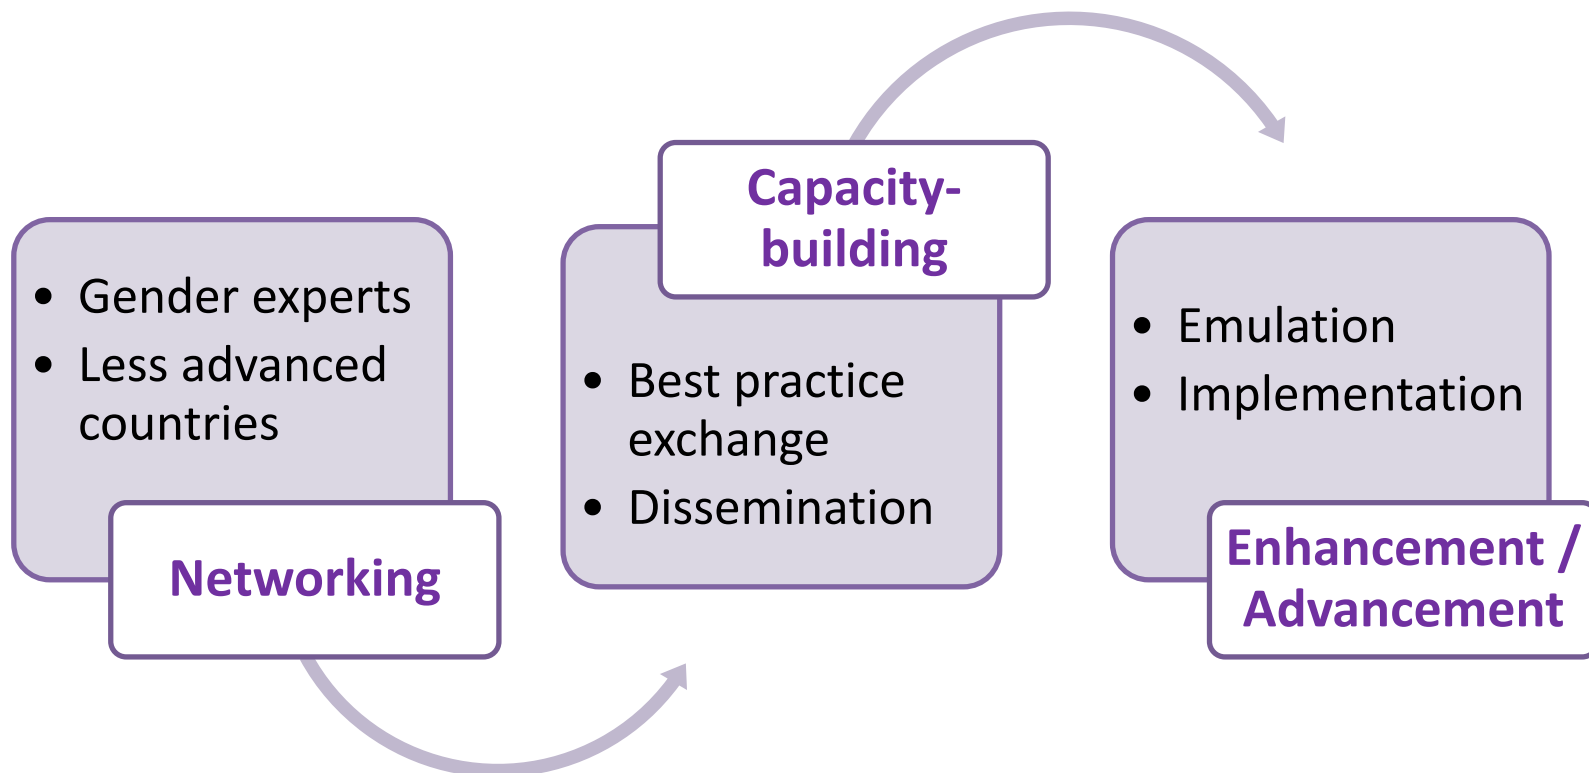 • Gender experts
• Less advanced
countries
Networking
Capacity-
building
• Best practice
exchange
• Dissemination
• Emulation
• Implementation
Enhancement /
Advancement